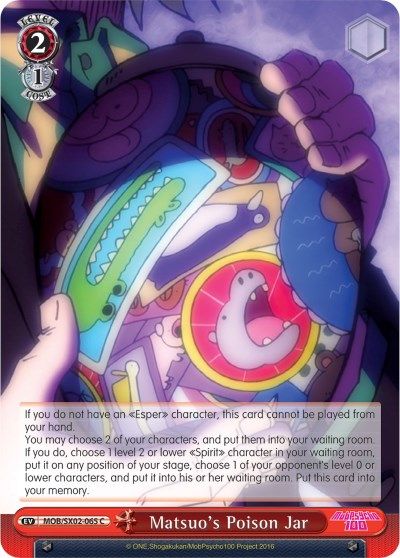 LEVEL
2
1
COST
If you do not have an «Esper» character, this card cannot be played from
your hand.
You may choose 2 of your characters, and put them into your waiting room.
If you do, choose 1 level 2 or lower «Spirit» character in your waiting room,
put it on any position of your stage, choose 1 of your opponent's level 0 or
lower characters, and put it into his or her waiting room. Put this card into
your memory.
EV MOB/SX02-065 C
Matsuo's Poison Jar
MobPsycho
100
© ONE,Shogakukan/MobPsycho100 Project 2016